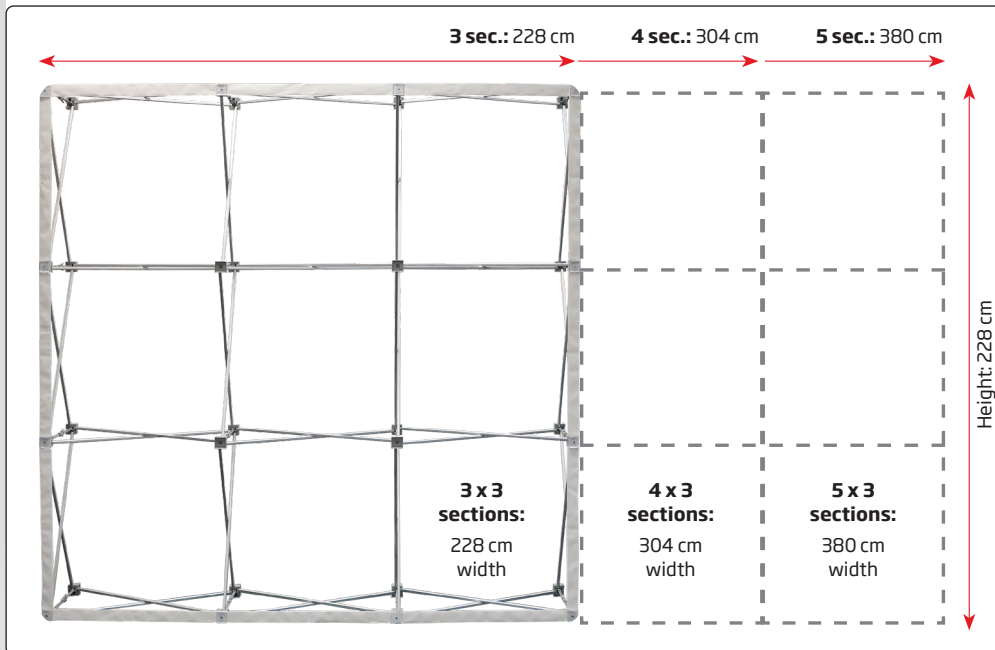 3 sec.: 228 cm
4 sec.: 304 cm
5 sec.: 380 cm
Height: 228 cm
3 x 3
sections:
228 cm
width
4 x 3
sections:
304 cm
width
5 x 3
sections:
380 cm
width